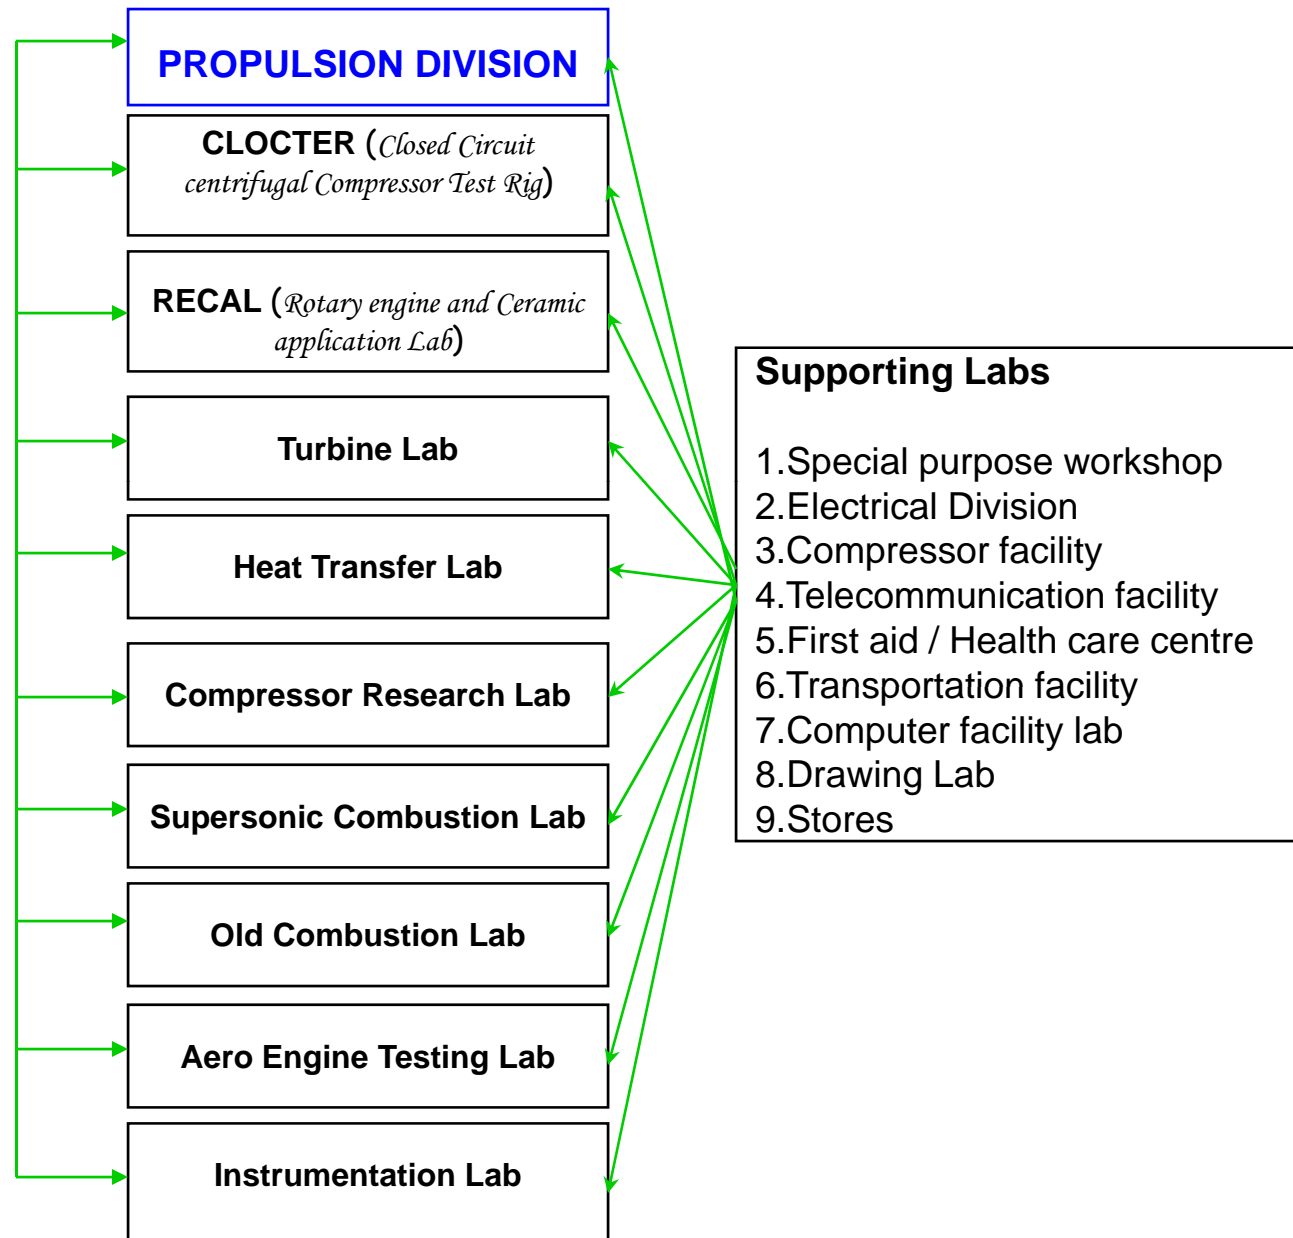 PROPULSION DIVISION
CLOCTER (Closed Circuit
centrifugal Compressor Test Rig)
RECAL (Rotary engine and Ceramic
application Lab)
Turbine Lab
Heat Transfer Lab
Compressor Research Lab
Supersonic Combustion Lab
Old Combustion Lab
Aero Engine Testing Lab
Instrumentation Lab
Supporting Labs
1.Special purpose workshop
2.Electrical Division
3.Compressor facility
4.Telecommunication facility
5.First aid / Health care centre
6.Transportation facility
7.Computer facility lab
8.Drawing Lab
9.Stores